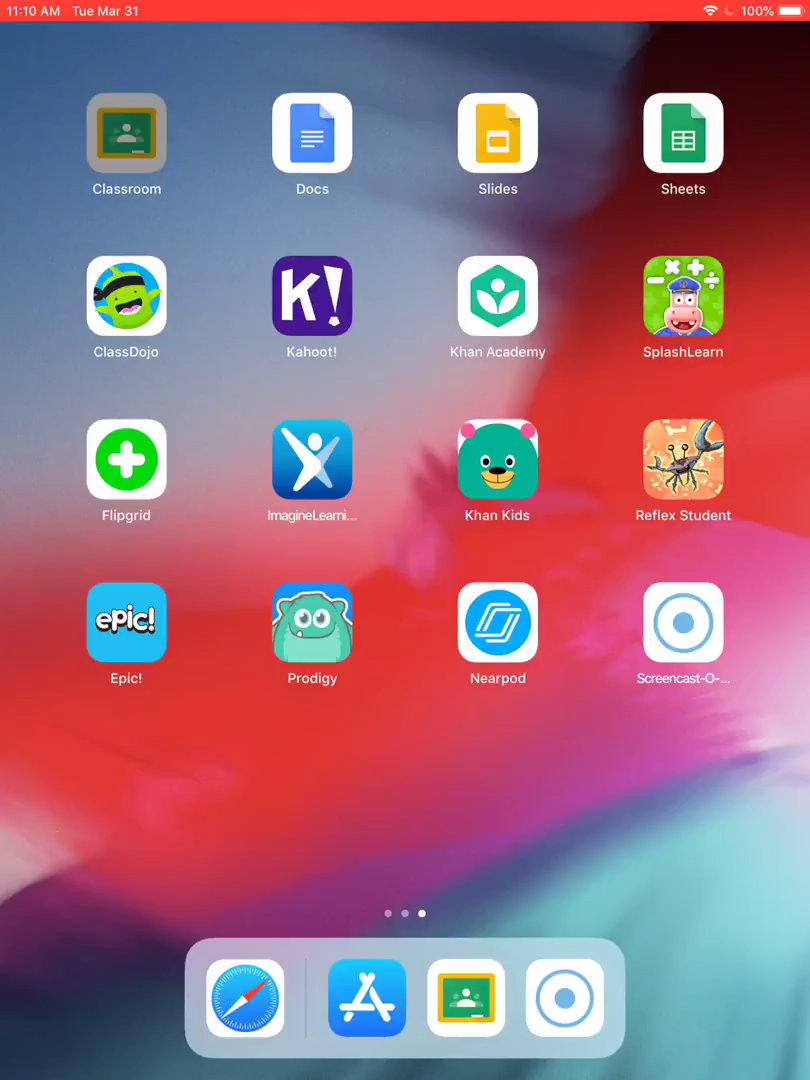 11:10 AM Tue Mar 31 100%
Classroom Docs Slides Sheets
K!
ClassDojo Kahoot! Khan Academy SplashLearn
Flipgrid ImagineLearni... Khan Kids Reflex Student
epic!
Epic! Prodigy Nearpod Screencast-O-...